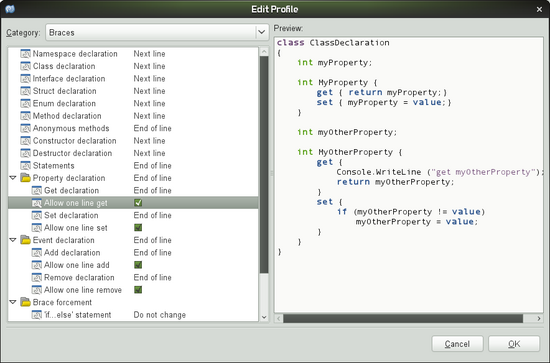 Edit Profile
Category: Braces
Namespace declaration Next line
Class declaration Next line
Interface declaration Next line
Struct declaration Next line
Enum declaration Next line
Method declaration Next line
Anonymous methods End of line
Constructor declaration Next line
Destructor declaration Next line
Statements End of line
Property declaration End of line
Get declaration End of line
Allow one line get
Set declaration End of line
Allow one line set
Event declaration End of line
Add declaration End of line
Allow one line add
Remove declaration End of line
Allow one line remove
Brace forcement
'if...else' statement Do not change
Preview:
class ClassDeclaration
{
int myProperty;
int MyProperty {
get { return myProperty;}
set { myProperty = value;}
}
int myOtherProperty;
int MyOtherProperty {
get {
Console.WriteLine ("get myOtherProperty");
return myOtherProperty;
}
set {
if (myOtherProperty != value)
myOtherProperty = value;
}
}
}
Cancel
OK